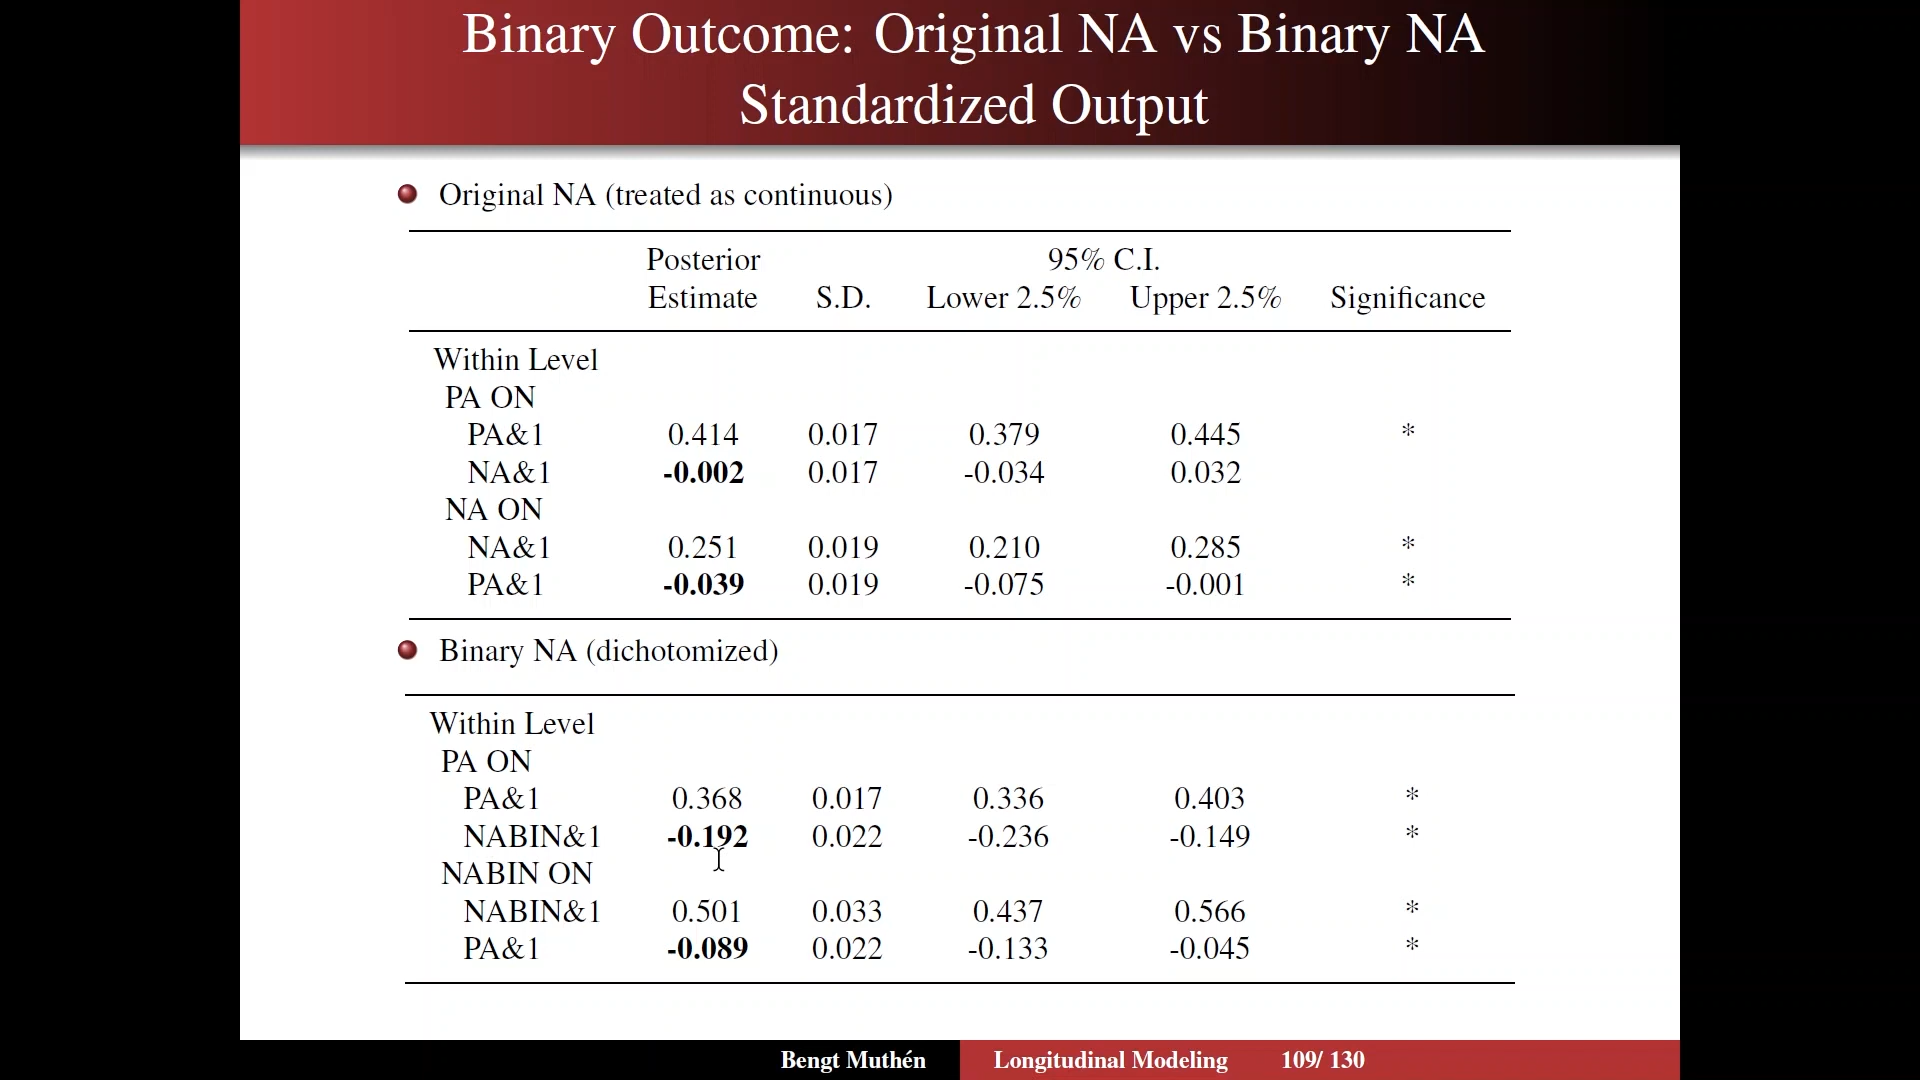 Binary Outcome: Original NA vs Binary NA
Standardized Output
Original NA (treated as continuous)
Posterior 95% C.I.
Estimate S.D. Lower 2.5% Upper 2.5% Significance
Within Level
PA ON
PA&1 0.414 0.017 0.379 0.445 *
NA&1 -0.002 0.017 -0.034 0.032
NA ON
NA&1 0.251 0.019 0.210 0.285 *
PA&1 -0.039 0.019 -0.075 -0.001 *
Binary NA (dichotomized)
Within Level
PA ON
PA&1 0.368 0.017 0.336 0.403 *
NABIN&1 -0.192 0.022 -0.236 -0.149 *
NABIN ON
NABIN&1 0.501 0.033 0.437 0.566 *
PA&1 -0.089 0.022 -0.133 -0.045 *
Bengt Muthén Longitudinal Modeling 109/ 130